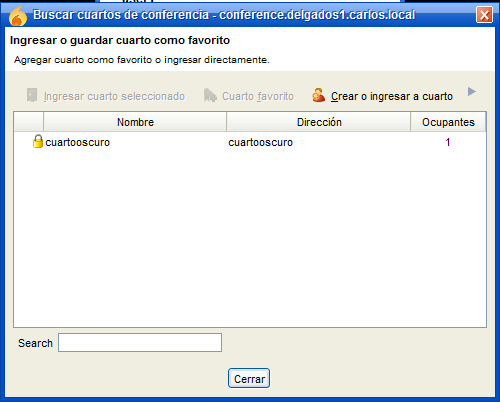 Buscar cuartos de conferencia - conference.delgados1.carlos.local
Ingresar o guardar cuarto como favorito
Agregar cuarto como favorito o ingresar directamente.
Ingresar cuarto seleccionado Cuarto favorito Crear o ingresar a cuarto
Nombre Dirección Ocupantes
cuartooscuro cuartooscuro 1
Search
Cerrar